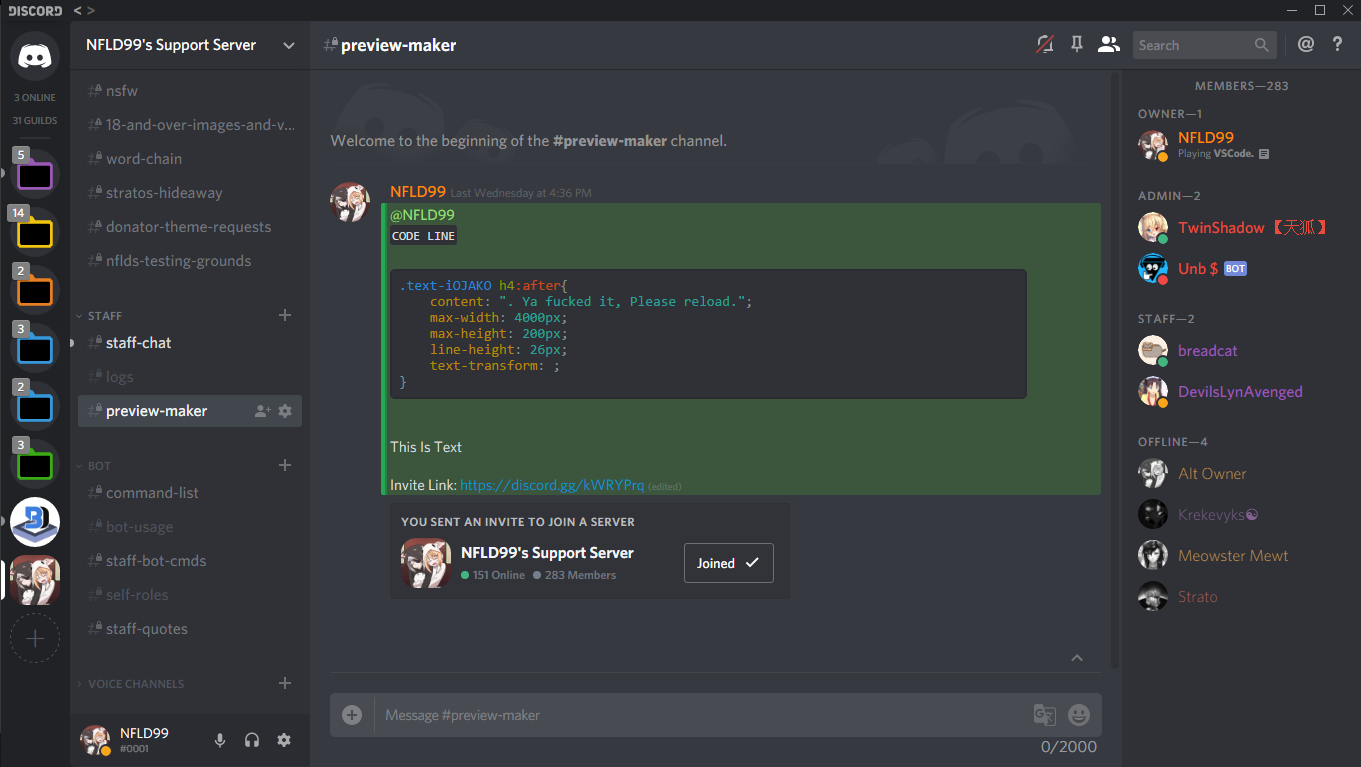 DISCORD < >
3 ONLINE
31 GUILDS
5
14
2
3
2
3
NFLD99's Support Server
nsfw
18-and-over-images-and-v...
word-chain
stratos-hideaway
donator-theme-requests
nflds-testing-grounds
STAFF
staff-chat
logs
preview-maker
BOT
command-list
bot-usage
staff-bot-cmds
self-roles
staff-quotes
VOICE CHANNELS
NFLD99
#0001
#preview-maker
Search
@ ?
Welcome to the beginning of the #preview-maker channel.
NFLD99 Last Wednesday at 4:36 PM
@NFLD99
CODE LINE
.text-iOJAKO h4:after{
content: ". Ya fucked it, Please reload.";
max-width: 4000px;
max-height: 200px;
line-height: 26px;
text-transform: ;
}
This Is Text
Invite Link: https://discord.gg/kWRYPrq (edited)
YOU SENT AN INVITE TO JOIN A SERVER
NFLD99's Support Server
151 Online 283 Members
Joined
Message #preview-maker
0/2000
MEMBERS—283
OWNER—1
NFLD99
Playing VSCode.
ADMIN—2
TwinShadow【天狐】
Unb $ BOT
STAFF—2
breadcat
DevilsLynAvenged
OFFLINE—4
Alt Owner
Krekevyks☯
Meowster Mewt
Strato